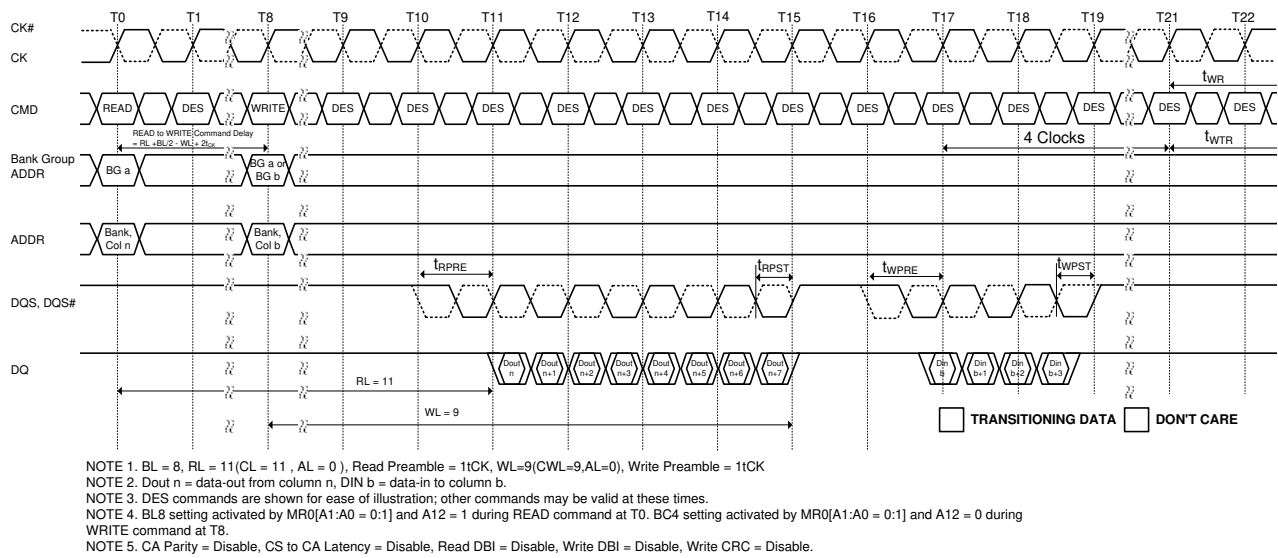 T0 T1 T8 T9 T10 T11 T12 T13 T14 T15 T16 T17 T18 T19 T21 T22
CK#
CK
tWR
CMD READ DES WRITE DES DES DES DES DES DES DES DES DES DES DES DES DES
READ to WRITE Command Delay
= RL +BL/2 - WL + 2tCK
4 Clocks tWTR
Bank Group
ADDR
BG a
BG a or
BG b
ADDR
Bank,
Col n
Bank,
Col b
tRPRE tRPST tWPRE tWPST
DQS, DQS#
DQ
Dout
n
Dout
n+1
Dout
n+2
Dout
n+3
Dout
n+4
Dout
n+5
Dout
n+6
Dout
n+7
Din
b
Din
b+1
Din
b+2
Din
b+3
RL = 11
WL = 9
TRANSITIONING DATA DON'T CARE
NOTE 1. BL = 8, RL = 11(CL = 11 , AL = 0 ), Read Preamble = 1tCK, WL=9(CWL=9,AL=0), Write Preamble = 1tCK
NOTE 2. Dout n = data-out from column n, DIN b = data-in to column b.
NOTE 3. DES commands are shown for ease of illustration; other commands may be valid at these times.
NOTE 4. BL8 setting activated by MR0[A1:A0 = 0:1] and A12 = 1 during READ command at T0. BC4 setting activated by MR0[A1:A0 = 0:1] and A12 = 0 during
WRITE command at T8.
NOTE 5. CA Parity = Disable, CS to CA Latency = Disable, Read DBI = Disable, Write DBI = Disable, Write CRC = Disable.